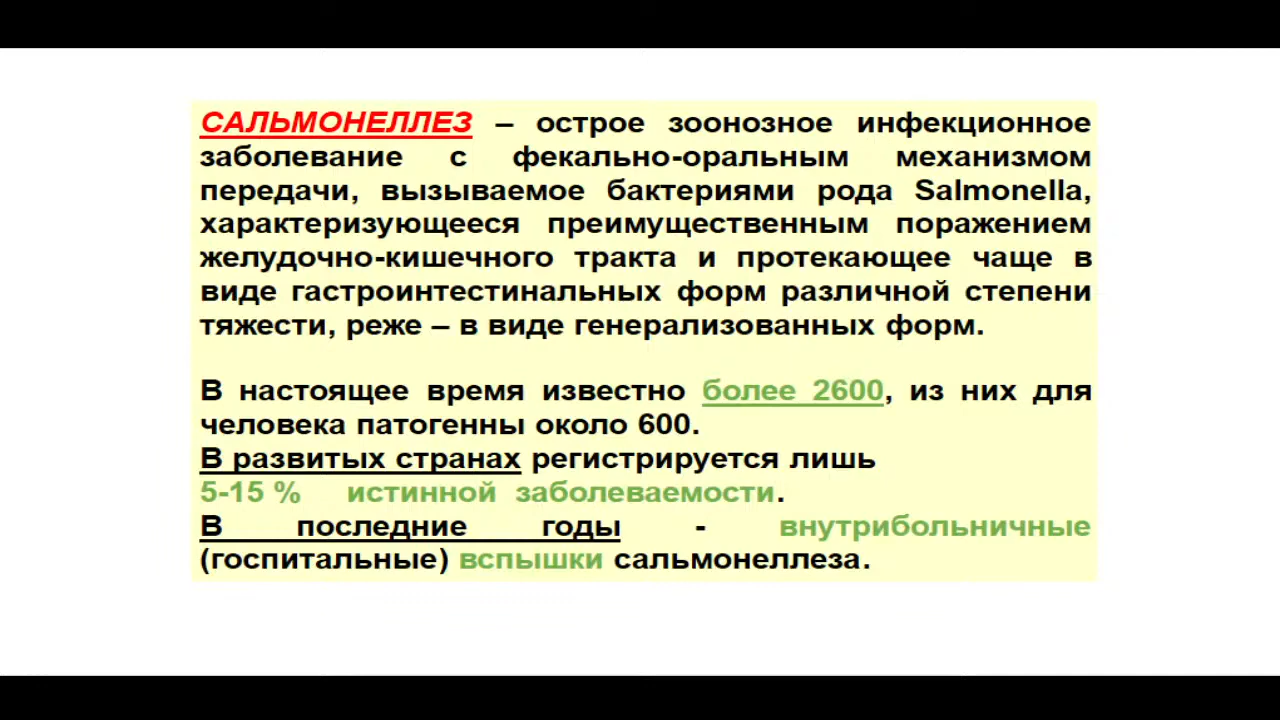 САЛЬМОНЕЛЛЕЗ – острое зоонозное инфекционное
заболевание с фекально-оральным механизмом
передачи, вызываемое бактериями рода Salmonella,
характеризующееся преимущественным поражением
желудочно-кишечного тракта и протекающее чаще в
виде гастроинтестинальных форм различной степени
тяжести, реже – в виде генерализованных форм.
В настоящее время известно более 2600, из них для
человека патогенны около 600.
В развитых странах регистрируется лишь
5-15 % истинной заболеваемости.
В последние годы - внутрибольничные
(госпитальные) вспышки сальмонеллеза.